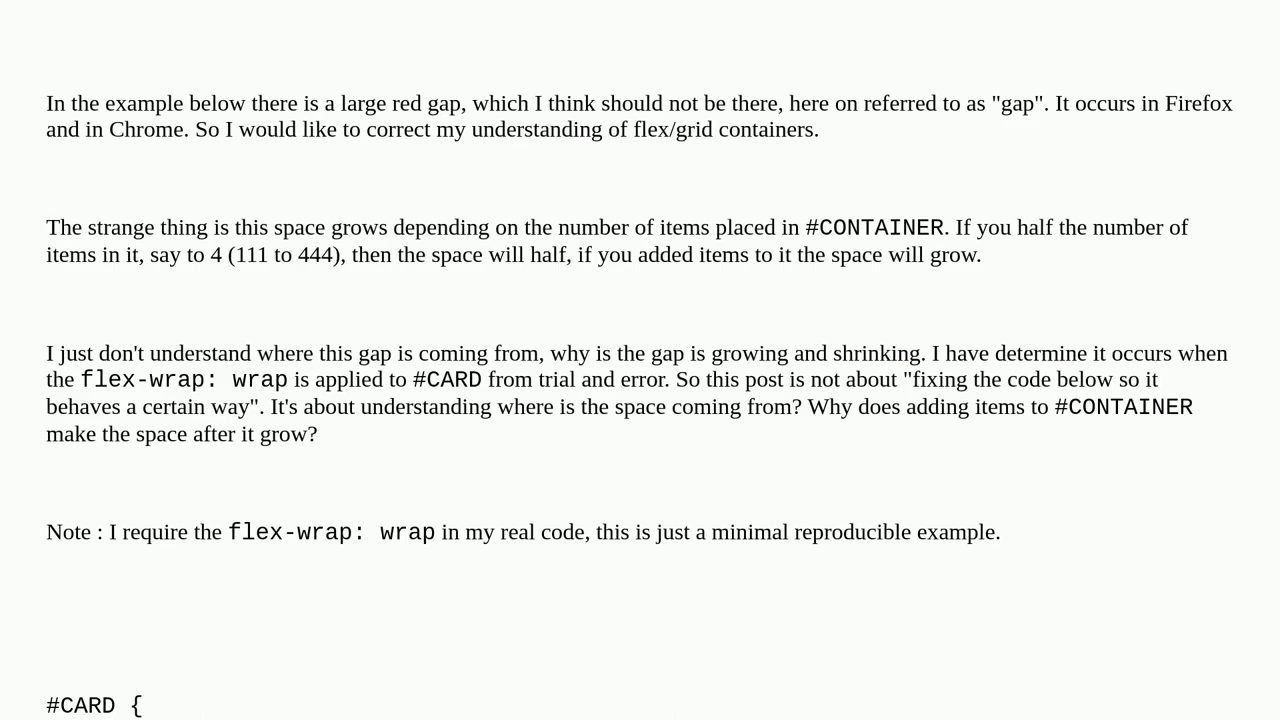 In the example below there is a large red gap, which I think should not be there, here on referred to as "gap". It occurs in Firefox
and in Chrome. So I would like to correct my understanding of flex/grid containers.
The strange thing is this space grows depending on the number of items placed in #CONTAINER. If you half the number of
items in it, say to 4 (111 to 444), then the space will half, if you added items to it the space will grow.
I just don't understand where this gap is coming from, why is the gap is growing and shrinking. I have determine it occurs when
the flex-wrap: wrap is applied to #CARD from trial and error. So this post is not about "fixing the code below so it
behaves a certain way". It's about understanding where is the space coming from? Why does adding items to #CONTAINER
make the space after it grow?
Note : I require the flex-wrap: wrap in my real code, this is just a minimal reproducible example.
#CARD {